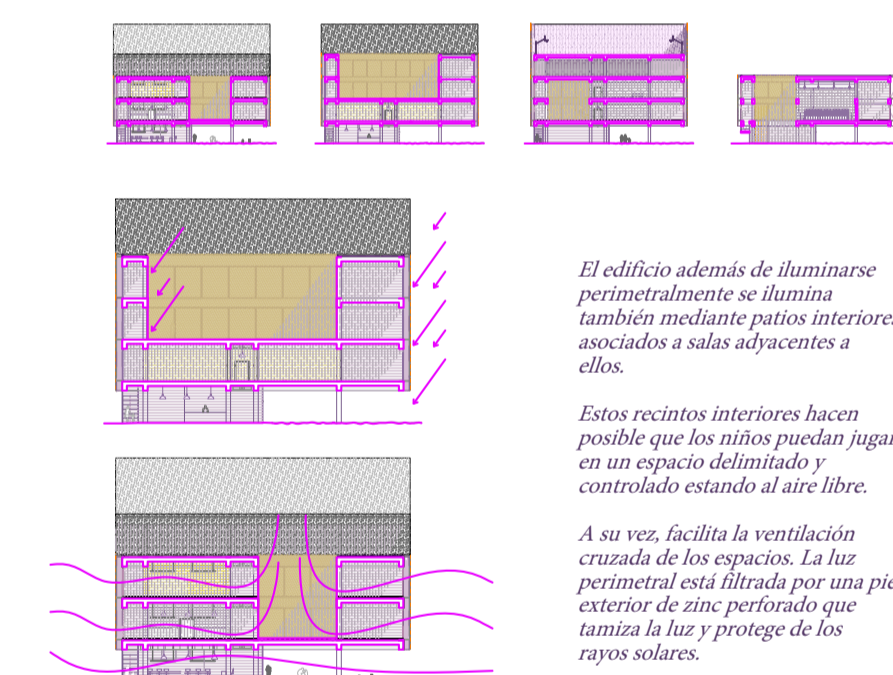 El edificio además de iluminarse
perimetralmente se ilumina
también mediante patios
asociados a salas adyacentes a
ellos.
Estos recintos interiores hacen
posible que los niños puedan
en un espacio delimitado y
controlado estando al aire libre.
A su vez, facilita la ventilación
cruzada de los espacios. La luz
perimetral está filtrada por una
exterior de zinc perforado que
tamiza la luz y protege de los
rayos solares.